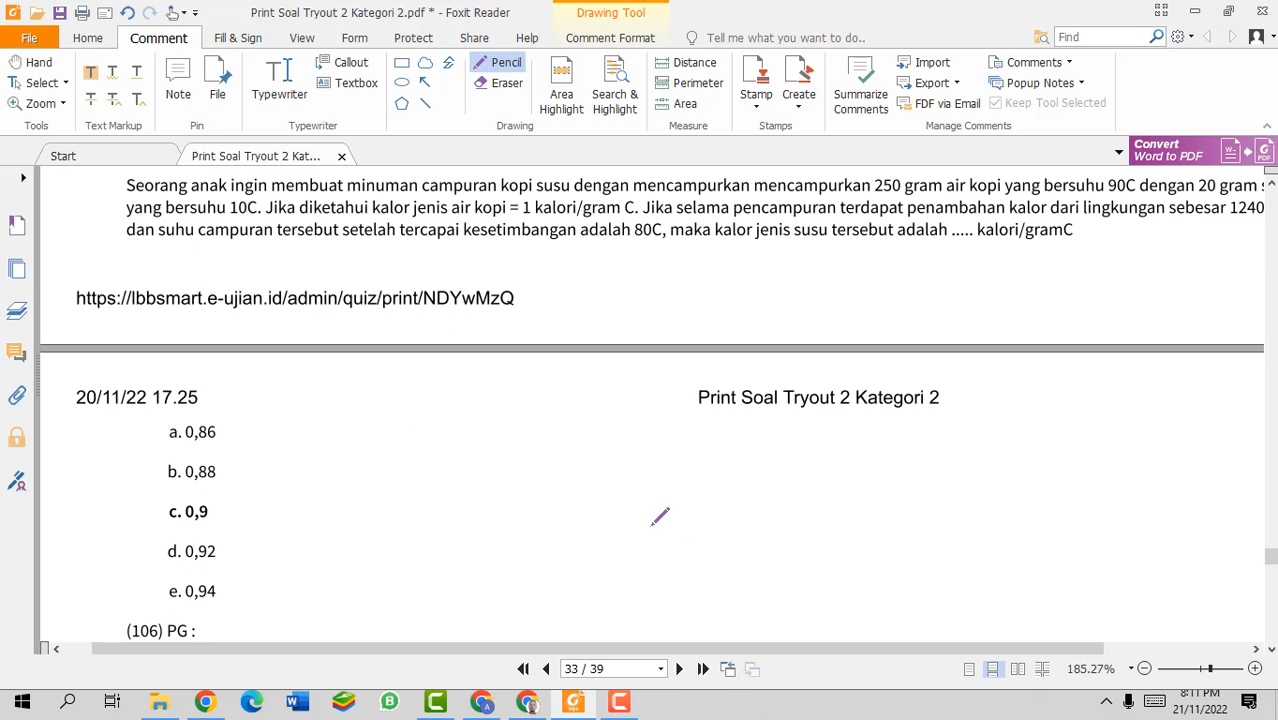 Print Soal Tryout 2 Kategori 2.pdf * - Foxit Reader
Drawing Tool
File
Home
Comment
Fill & Sign
View
Form
Protect
Share
Help
Comment Format
Tell me what you want to do..
Find
Hand
Select
Zoom
Tools
Text Markup
Note
File
Pin
Typewriter
Callout
Textbox
Typewriter
Pencil
Eraser
Drawing
Area Highlight
Search & Highlight
Distance
Perimeter
Area
Measure
Stamp
Create
Stamps
Summarize Comments
Import
Export
FDF via Email
Comments
Popup Notes
Keep Tool Selected
Manage Comments
Start
Print Soal Tryout 2 Kat...
Convert
Word to PDF
Seorang anak ingin membuat minuman campuran kopi susu dengan mencampurkan mencampurkan 250 gram air kopi yang bersuhu 90C dengan 20 gram s
yang bersuhu 10C. Jika diketahui kalor jenis air kopi = 1 kalori/gram C. Jika selama pencampuran terdapat penambahan kalor dari lingkungan sebesar 1240
dan suhu campuran tersebut setelah tercapai kesetimbangan adalah 80C, maka kalor jenis susu tersebut adalah ..... kalori/gramC
https://lbbsmart.e-ujian.id/admin/quiz/print/NDYwMzQ
20/11/22 17.25
Print Soal Tryout 2 Kategori 2
a. 0,86
b. 0,88
c. 0,9
d. 0,92
e. 0,94
(106) PG :
33 / 39
185.27%
8:11 PM
21/11/2022